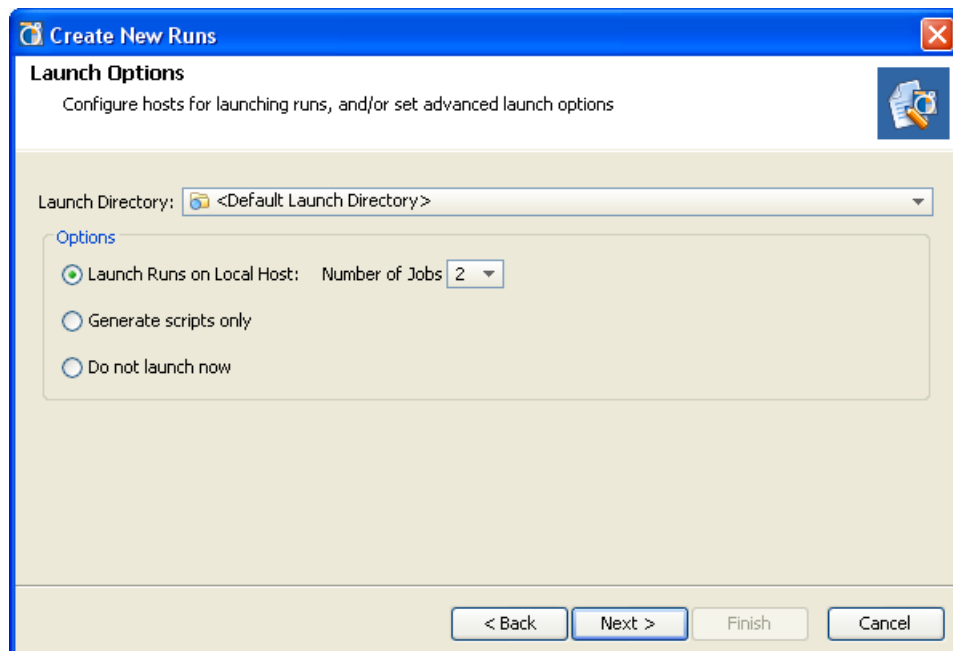 Create New Runs
Launch Options
Configure hosts for launching runs, and/or set advanced launch options
Launch Directory: <Default Launch Directory>
Options
Launch Runs on Local Host: Number of Jobs 2
Generate scripts only
Do not launch now
< Back Next > Finish Cancel